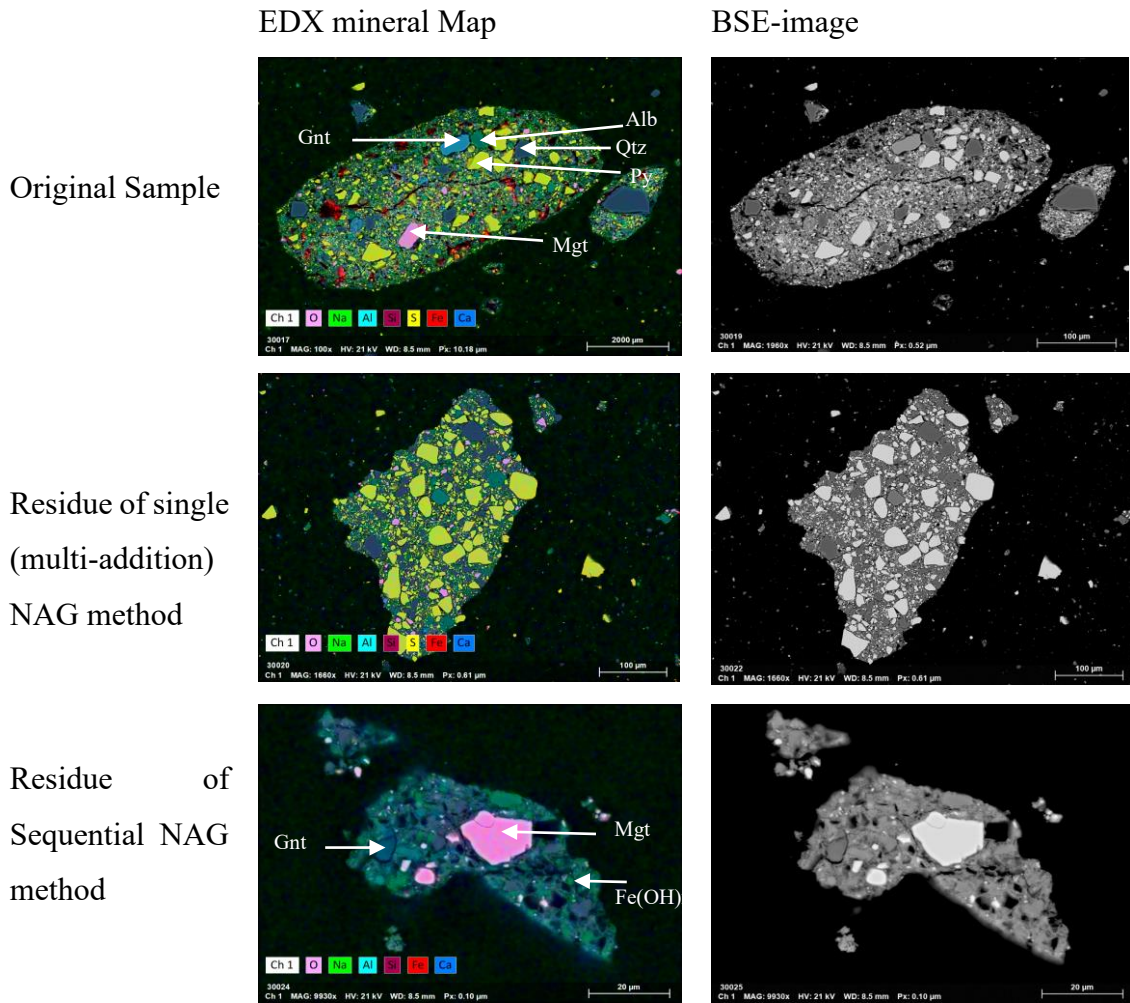 EDX mineral Map
BSE-image
Original Sample
Gnt
Alb
Qtz
Py
Mgt
Ch 1 O Na Al Si S Fe Ca
30017
Ch 1 MAG: 100x HV: 21 kV WD: 8.5 mm Px: 10.18 µm
2000 µm
30019
Ch 1 MAG: 1960x HV: 21 kV WD: 8.5 mm Px: 0.52 µm
100 µm
Residue of single
(multi-addition)
NAG method
Ch 1 O Na Al Si S Fe Ca
30020
Ch 1 MAG: 1660x HV: 21 kV WD: 8.5 mm Px: 0.61 µm
100 µm
30022
Ch 1 MAG: 1660x HV: 21 kV WD: 8.5 mm Px: 0.61 µm
100 µm
Residue of
Sequential NAG
method
Gnt
Mgt
Fe(OH)
Ch 1 O Na Al Si Fe Ca
30024
Ch 1 MAG: 9930x HV: 21 kV WD: 8.5 mm Px: 0.10 µm
20 µm
30025
Ch 1 MAG: 9930x HV: 21 kV WD: 8.5 mm Px: 0.10 µm
20 µm